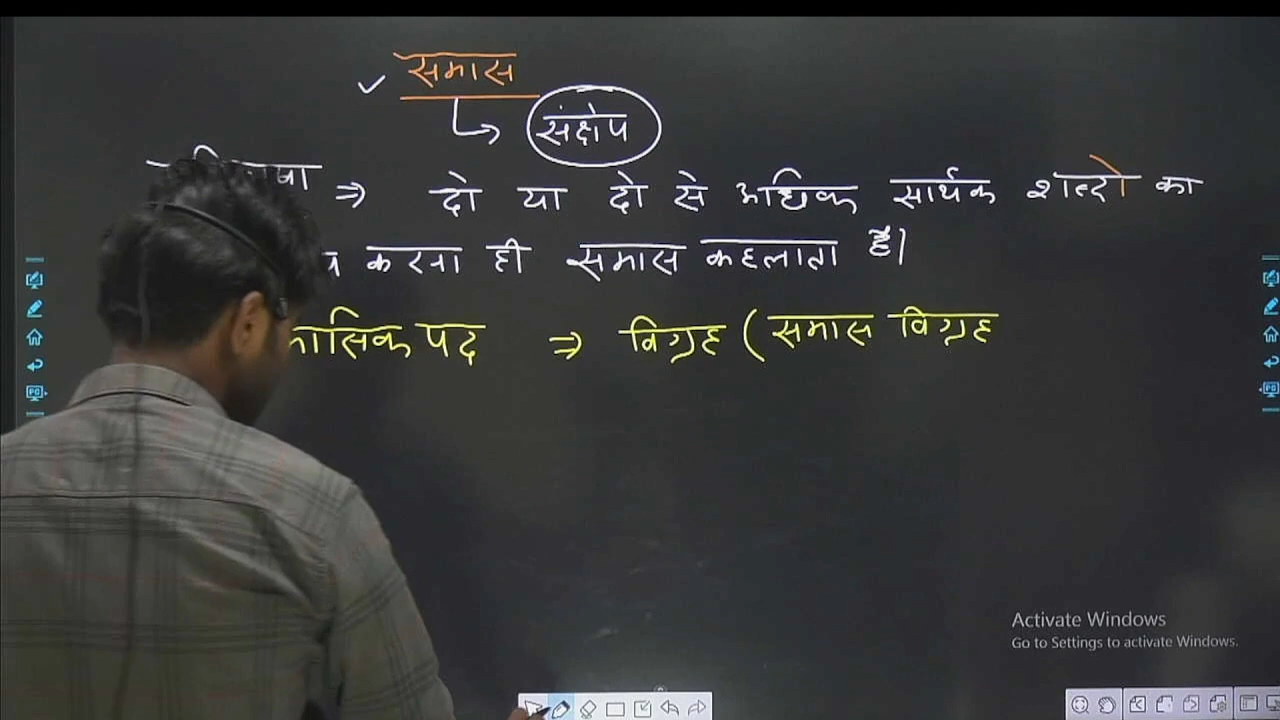 समास
संक्षेप
⇒ दो या दो से अधिक सार्थक शब्दो का
करना ही समास कहलाता है।
पद ⇒ विग्रह (समास विग्रह
Activate Windows
Go to Settings to activate Windows.